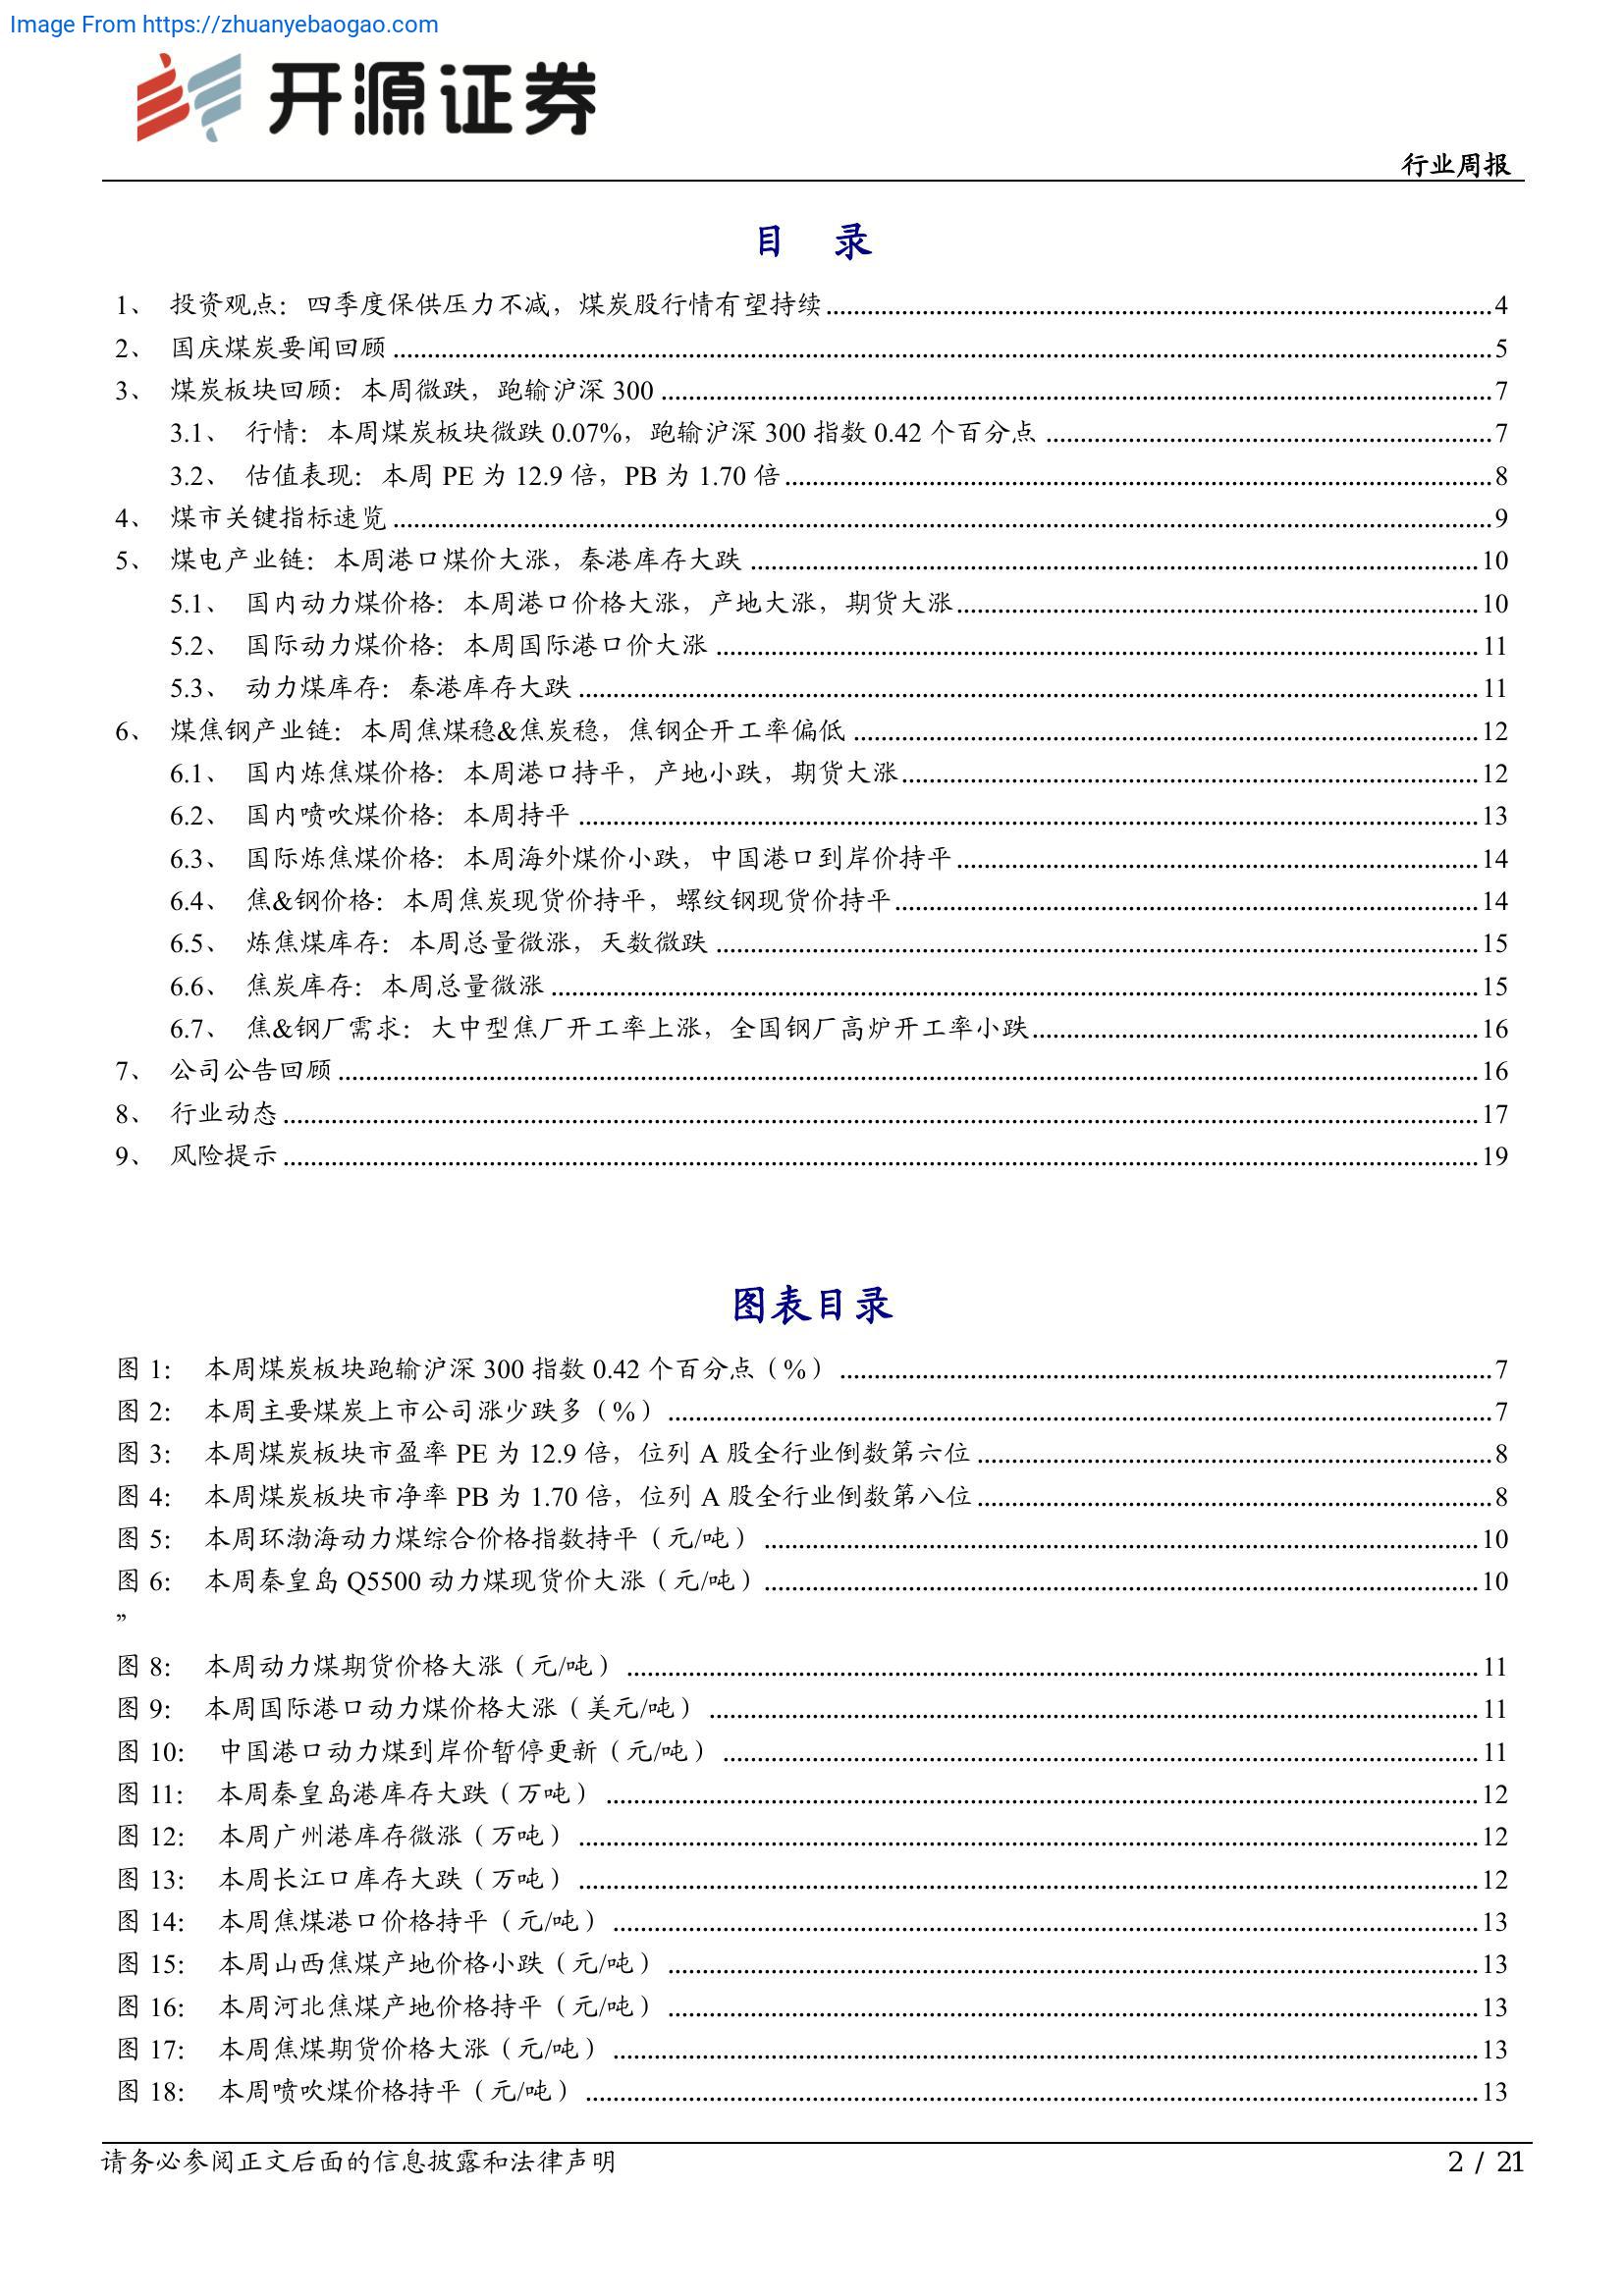 Image From https://zhuanyebaogao.com
开源证券
行业周报
目 录
1、 投资观点：四季度保供压力不减，煤炭股行情有望持续 4
2、 国庆煤炭要闻回顾 5
3、 煤炭板块回顾：本周微跌，跑输沪深 300 7
3.1、 行情：本周煤炭板块微跌 0.07%，跑输沪深 300 指数 0.42 个百分点 7
3.2、 估值表现：本周 PE 为 12.9 倍，PB 为 1.70 倍 8
4、 煤市关键指标速览 9
5、 煤电产业链：本周港口煤价大涨，秦港库存大跌 10
5.1、 国内动力煤价格：本周港口价格大涨，产地大涨，期货大涨 10
5.2、 国际动力煤价格：本周国际港口价大涨 11
5.3、 动力煤库存：秦港库存大跌 11
6、 煤焦钢产业链：本周焦煤稳&焦炭稳，焦钢企开工率偏低 12
6.1、 国内炼焦煤价格：本周港口持平，产地小跌，期货大涨 12
6.2、 国内喷吹煤价格：本周持平 13
6.3、 国际炼焦煤价格：本周海外煤价小跌，中国港口到岸价持平 14
6.4、 焦&钢价格：本周焦炭现货价持平，螺纹钢现货价持平 14
6.5、 炼焦煤库存：本周总量微涨，天数微跌 15
6.6、 焦炭库存：本周总量微涨 15
6.7、 焦&钢厂需求：大中型焦厂开工率上涨，全国钢厂高炉开工率小跌 16
7、 公司公告回顾 16
8、 行业动态 17
9、 风险提示 19
图表目录
图 1： 本周煤炭板块跑输沪深 300 指数 0.42 个百分点（%） 7
图 2： 本周主要煤炭上市公司涨少跌多（%） 7
图 3： 本周煤炭板块市盈率 PE 为 12.9 倍，位列 A 股全行业倒数第六位 8
图 4： 本周煤炭板块市净率 PB 为 1.70 倍，位列 A 股全行业倒数第八位 8
图 5： 本周环渤海动力煤综合价格指数持平（元/吨） 10
图 6： 本周秦皇岛 Q5500 动力煤现货价大涨（元/吨） 10
”
图 8： 本周动力煤期货价格大涨（元/吨） 11
图 9： 本周国际港口动力煤价格大涨（美元/吨） 11
图 10： 中国港口动力煤到岸价暂停更新（元/吨） 11
图 11： 本周秦皇岛港库存大跌（万吨） 12
图 12： 本周广州港库存微涨（万吨） 12
图 13： 本周长江口库存大跌（万吨） 12
图 14： 本周焦煤港口价格持平（元/吨） 13
图 15： 本周山西焦煤产地价格小跌（元/吨） 13
图 16： 本周河北焦煤产地价格持平（元/吨） 13
图 17： 本周焦煤期货价格大涨（元/吨） 13
图 18： 本周喷吹煤价格持平（元/吨） 13
请务必参阅正文后面的信息披露和法律声明 2 / 21